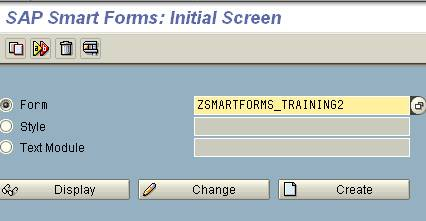 SAP Smart Forms: Initial Screen
Form ZSMARTFORMS_TRAINING2
Style
Text Module
Display Change Create